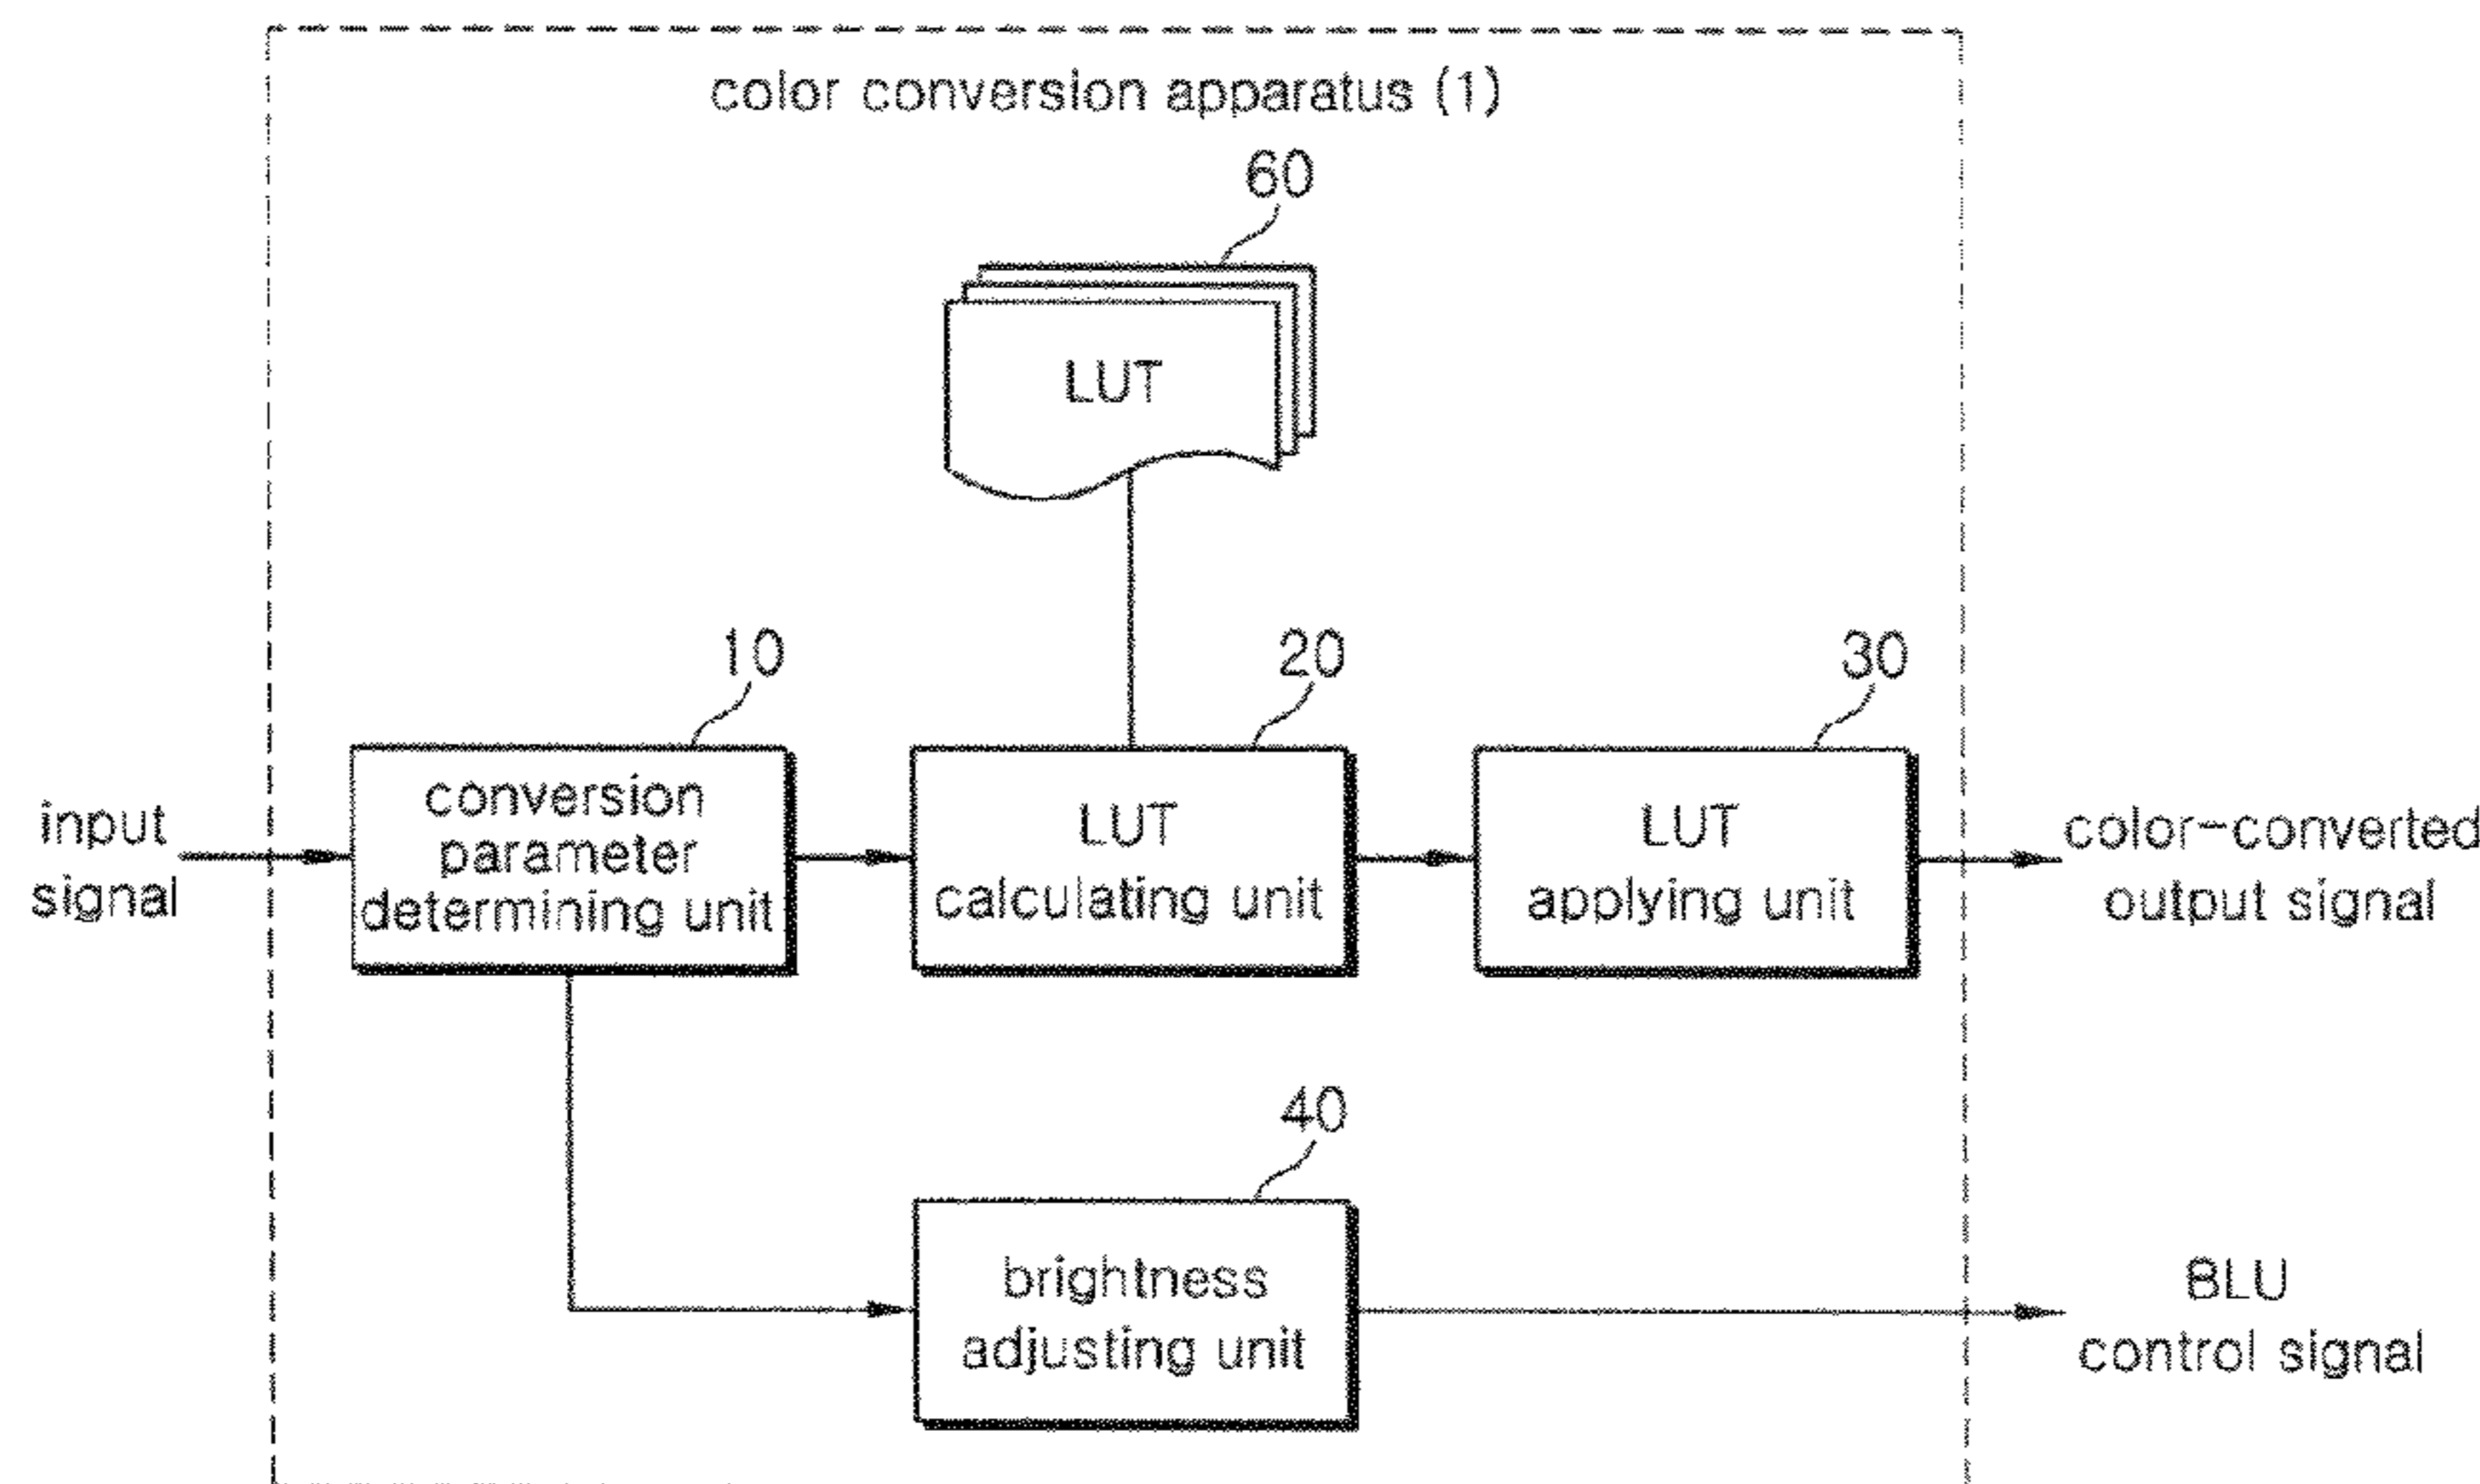 color conversion apparatus (1)
60
LUT
10
20
30
input
signal
conversion
parameter
determining unit
LUT
calculating unit
LUT
applying unit
color-converted
output signal
40
brightness
adjusting unit
BLU
control signal